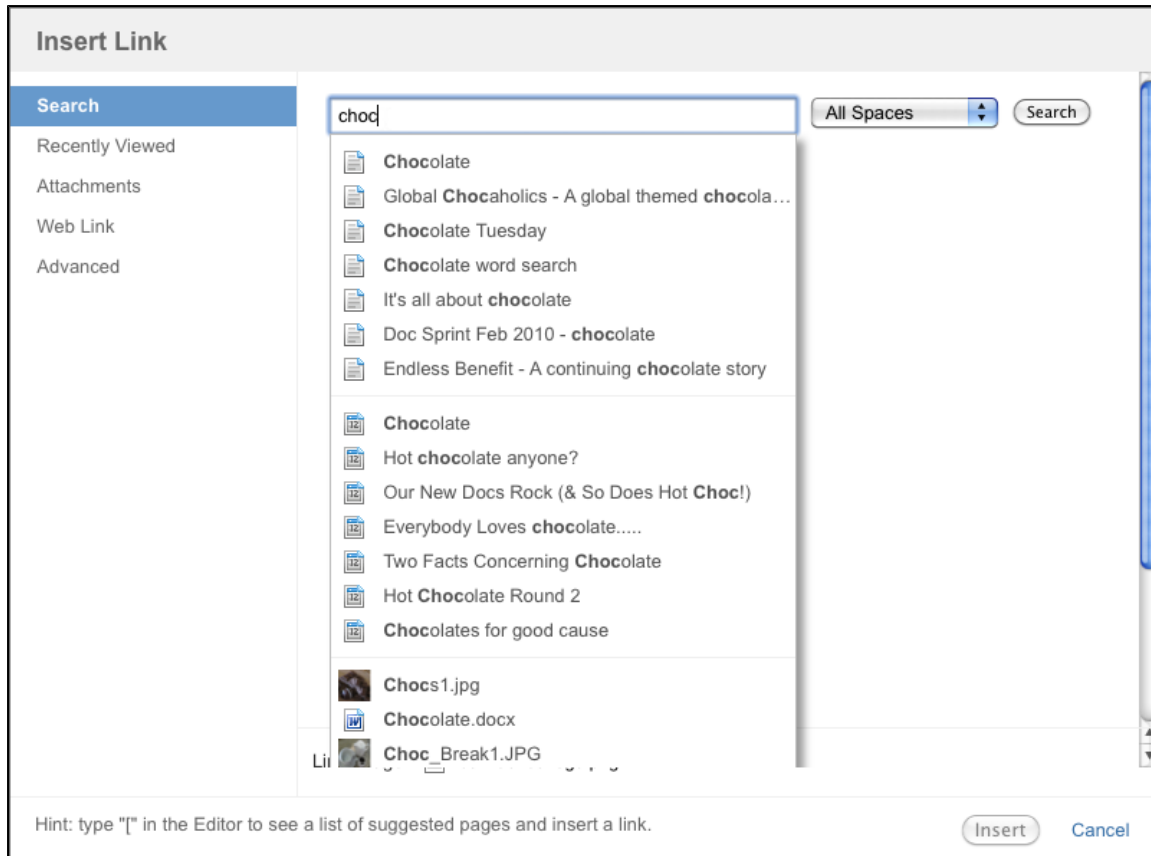 Insert Link
Search
Recently Viewed
Attachments
Web Link
Advanced
choc
All Spaces
Search
Chocolate
Global Chocaholics - A global themed chocola...
Chocolate Tuesday
Chocolate word search
It's all about chocolate
Doc Sprint Feb 2010 - chocolate
Endless Benefit - A continuing chocolate story
Chocolate
Hot chocolate anyone?
Our New Docs Rock (& So Does Hot Choc!)
Everybody Loves chocolate.....
Two Facts Concerning Chocolate
Hot Chocolate Round 2
Chocolates for good cause
Chocs1.jpg
Chocolate.docx
Choc_Break1.JPG
Hint: type "[" in the Editor to see a list of suggested pages and insert a link.
Insert
Cancel